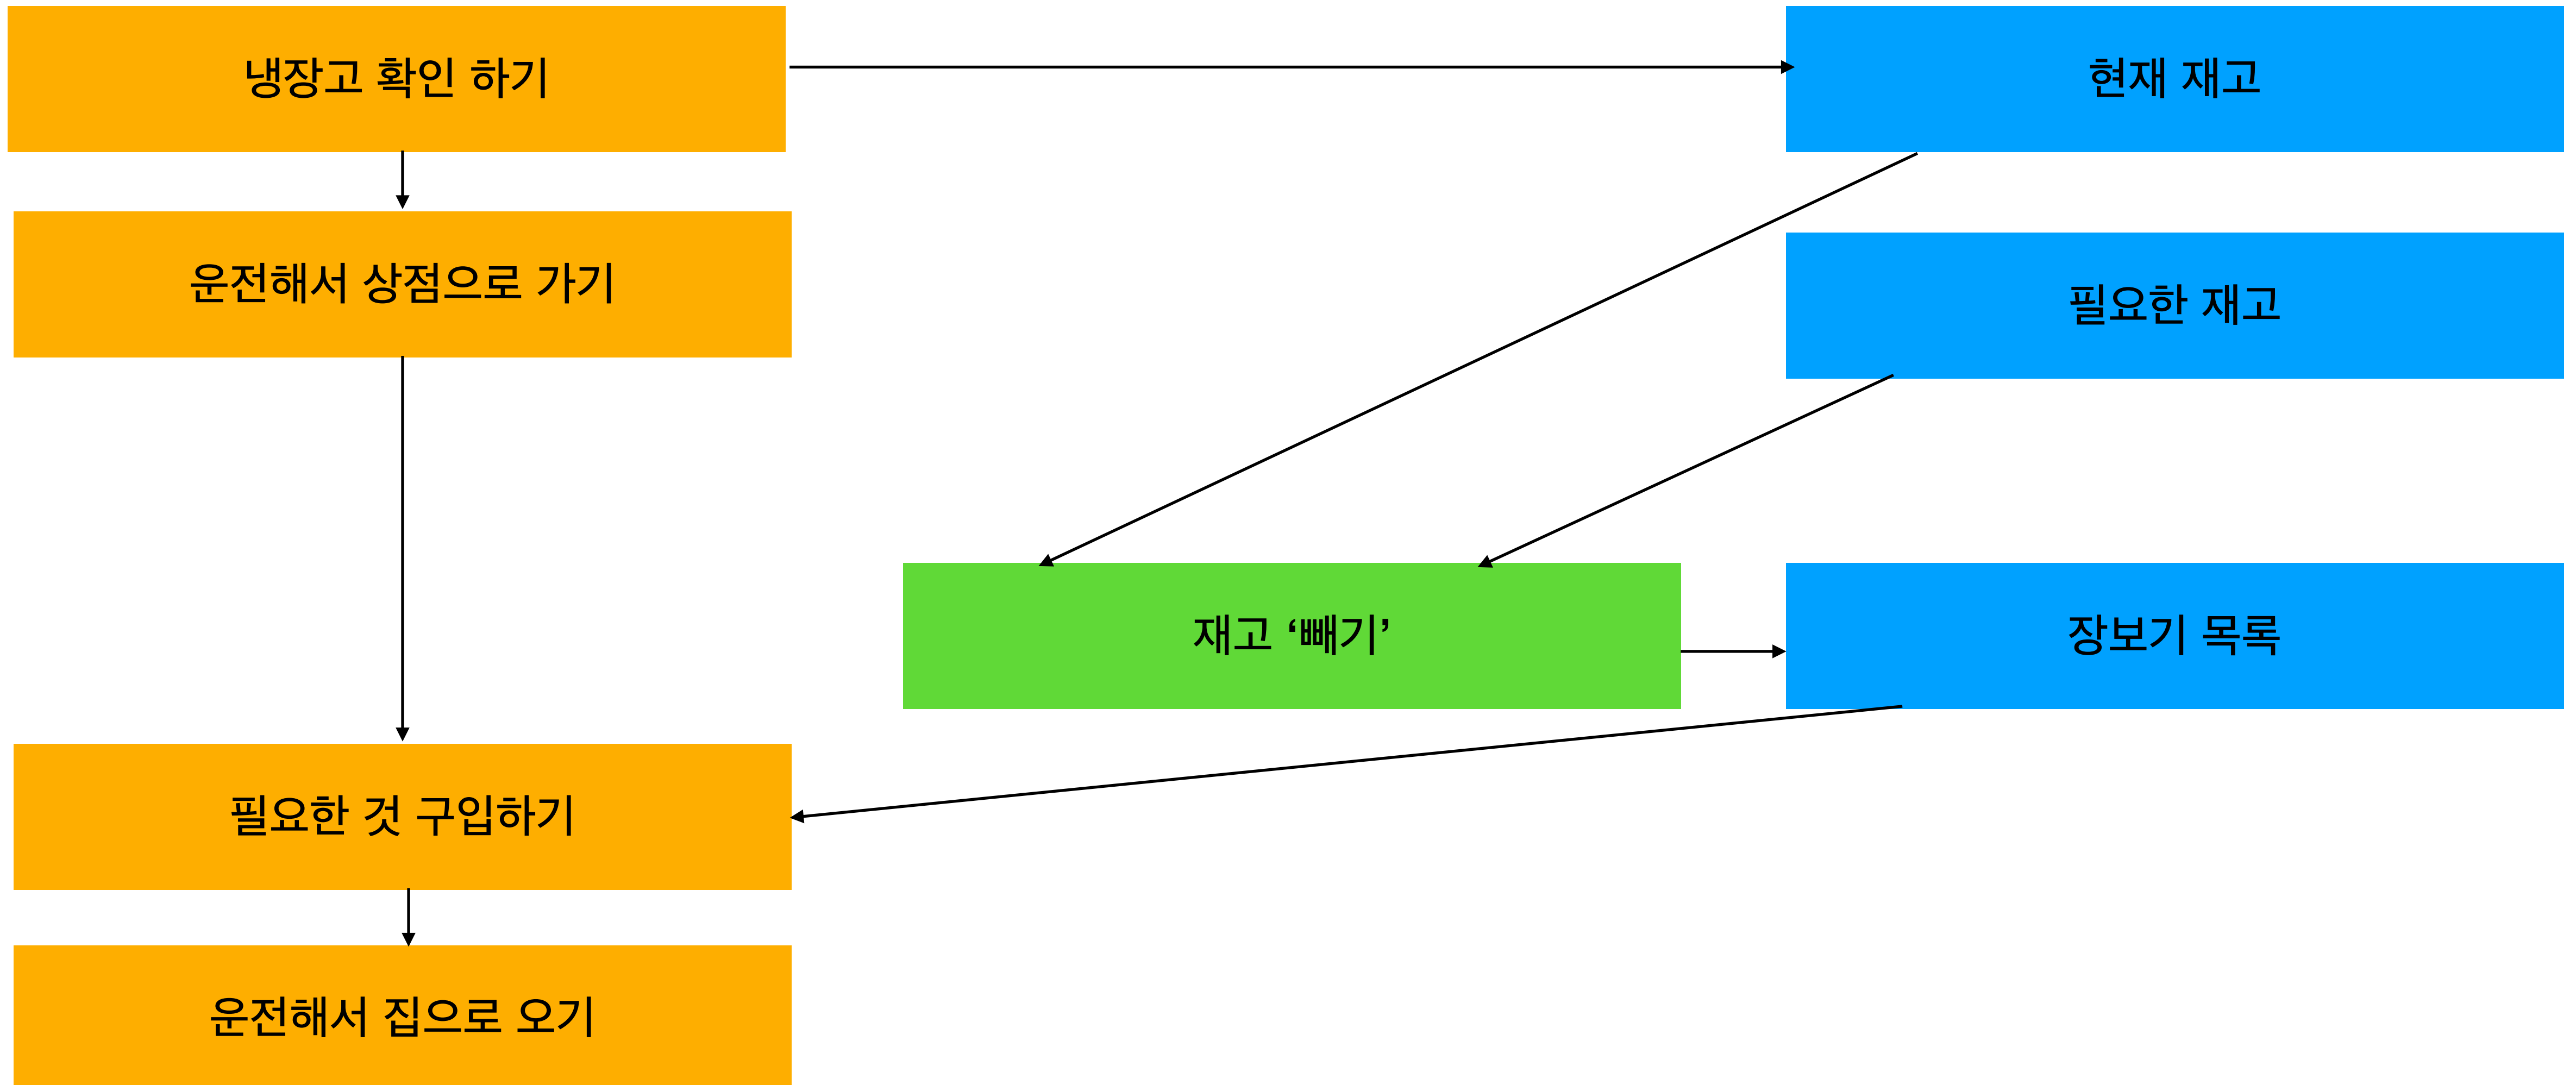 냉장고 확인 하기
현재 재고
운전해서 상점으로 가기
필요한 재고
재고 ‘빼기’
장보기 목록
필요한 것 구입하기
운전해서 집으로 오기